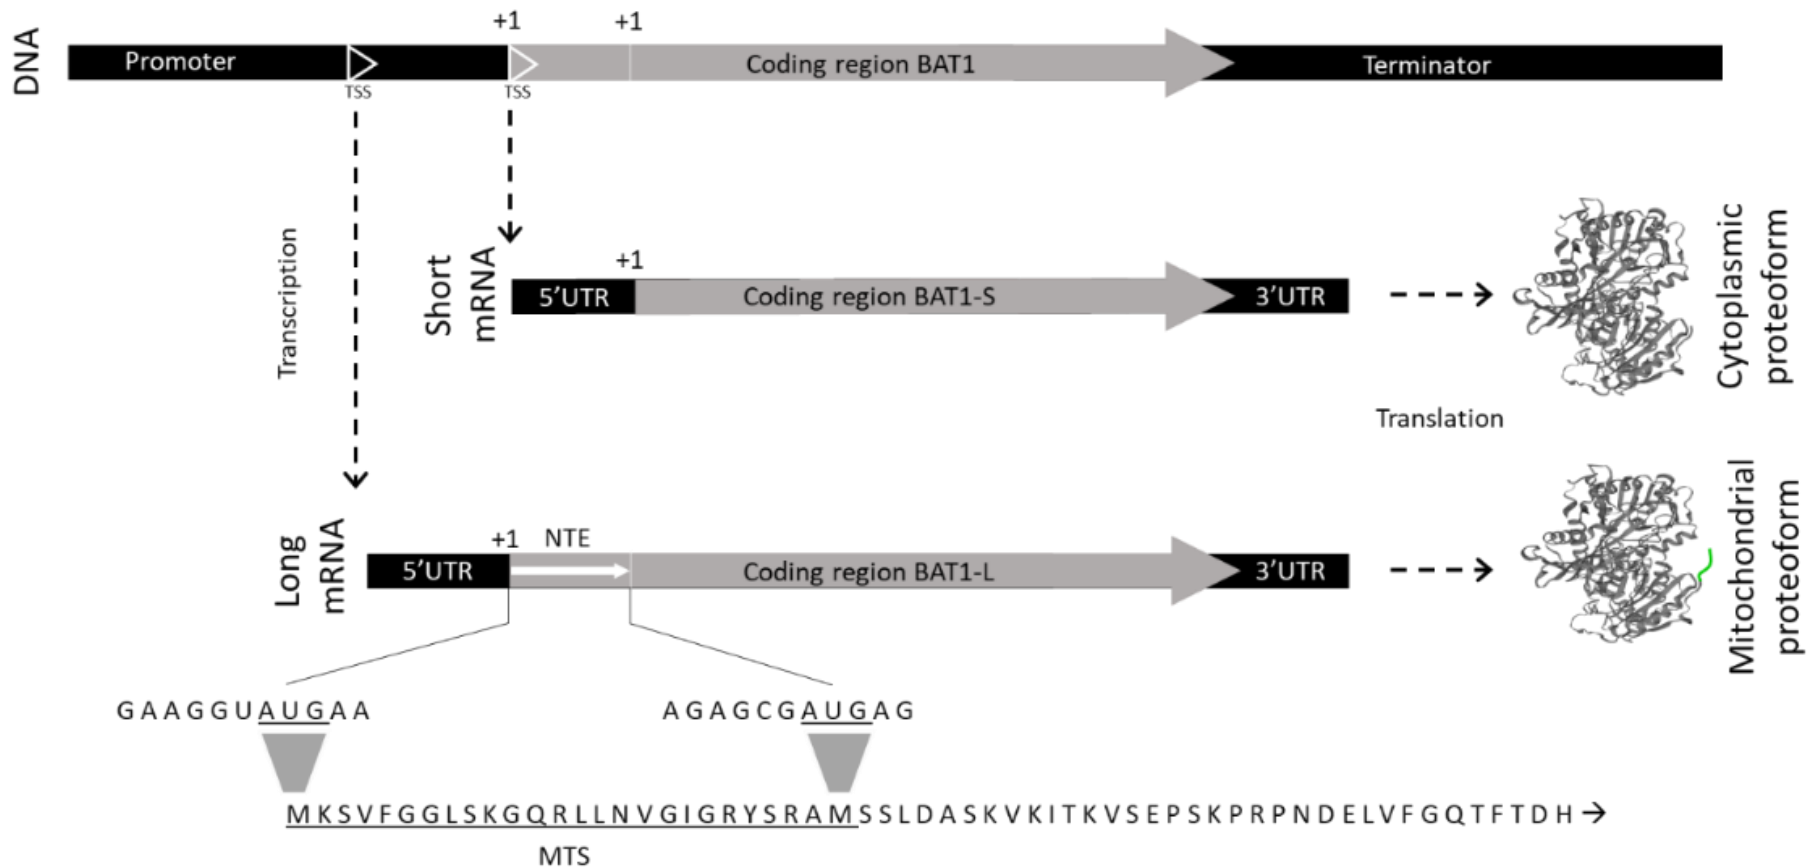 +1
+1
DNA
Promoter
Coding region BAT1
Terminator
TSS
TSS
Transcription
Short
mRNA
+1
5'UTR
Coding region BAT1-S
3'UTR
Cytoplasmic
proteoform
Translation
Long
mRNA
+1
NTE
5'UTR
Coding region BAT1-L
3'UTR
Mitochondrial
proteoform
GAAGGUAUGAA
AGAGCGAUGAG
MKSVFGGLSKGQRLLNVGIGRYSRAMSSLDASKVKITKVSEPSKPRPNDELVFGQTFTDH→
MTS